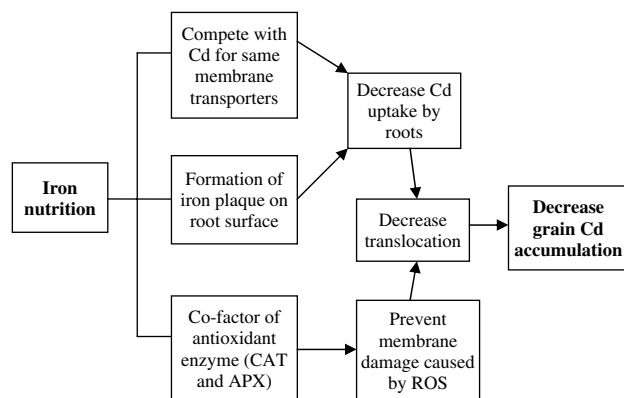 Compete with
Cd for same
membrane
transporters
Decrease Cd
uptake by
roots
Iron
nutrition
Formation of
iron plaque on
root surface
Decrease
translocation
Decrease
grain Cd
accumulation
Co-factor of
antioxidant
enzyme (CAT
and APX)
Prevent
membrane
damage caused
by ROS